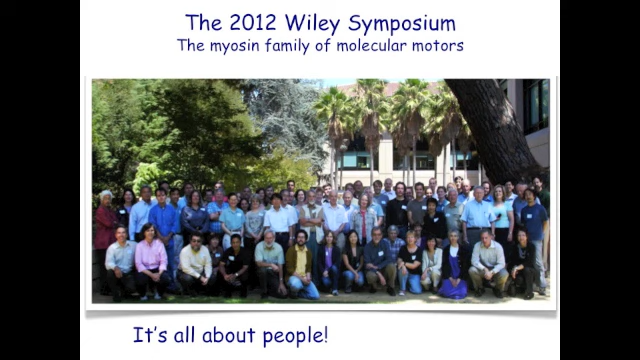 The 2012 Wiley Symposium
The myosin family of molecular motors
It's all about people!